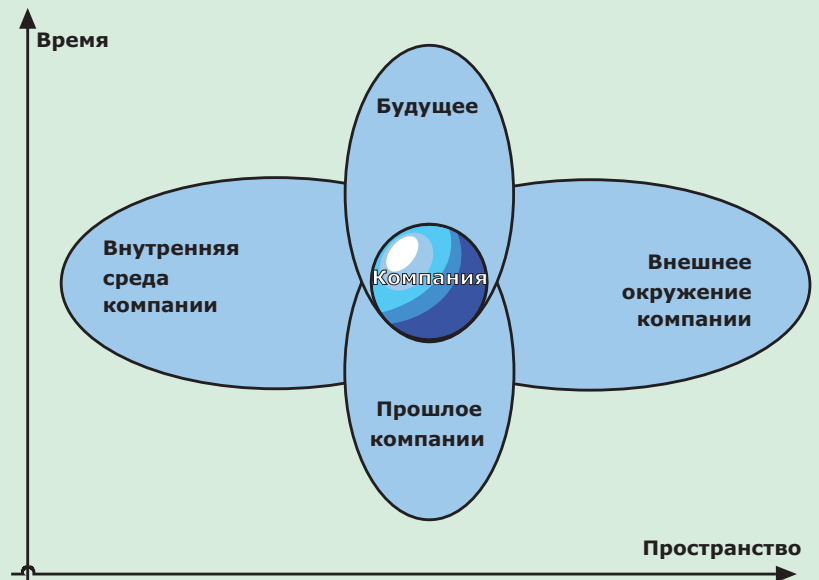 Время
Будущее
Внутренняя
среда
компании
Компания
Внешнее
окружение
компании
Прошлое
компании
Пространство